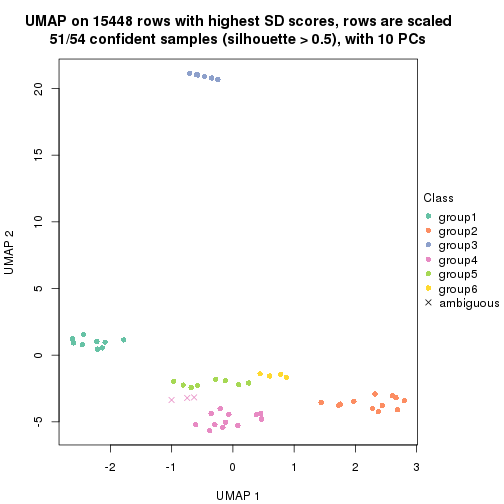 UMAP on 15448 rows with highest SD scores, rows are scaled
51/54 confident samples (silhouette > 0.5), with 10 PCs
20
15
10
5
0
-5
UMAP 2
-2
-1
0
1
2
3
UMAP 1
Class
group1
group2
group3
group4
group5
group6
ambiguous